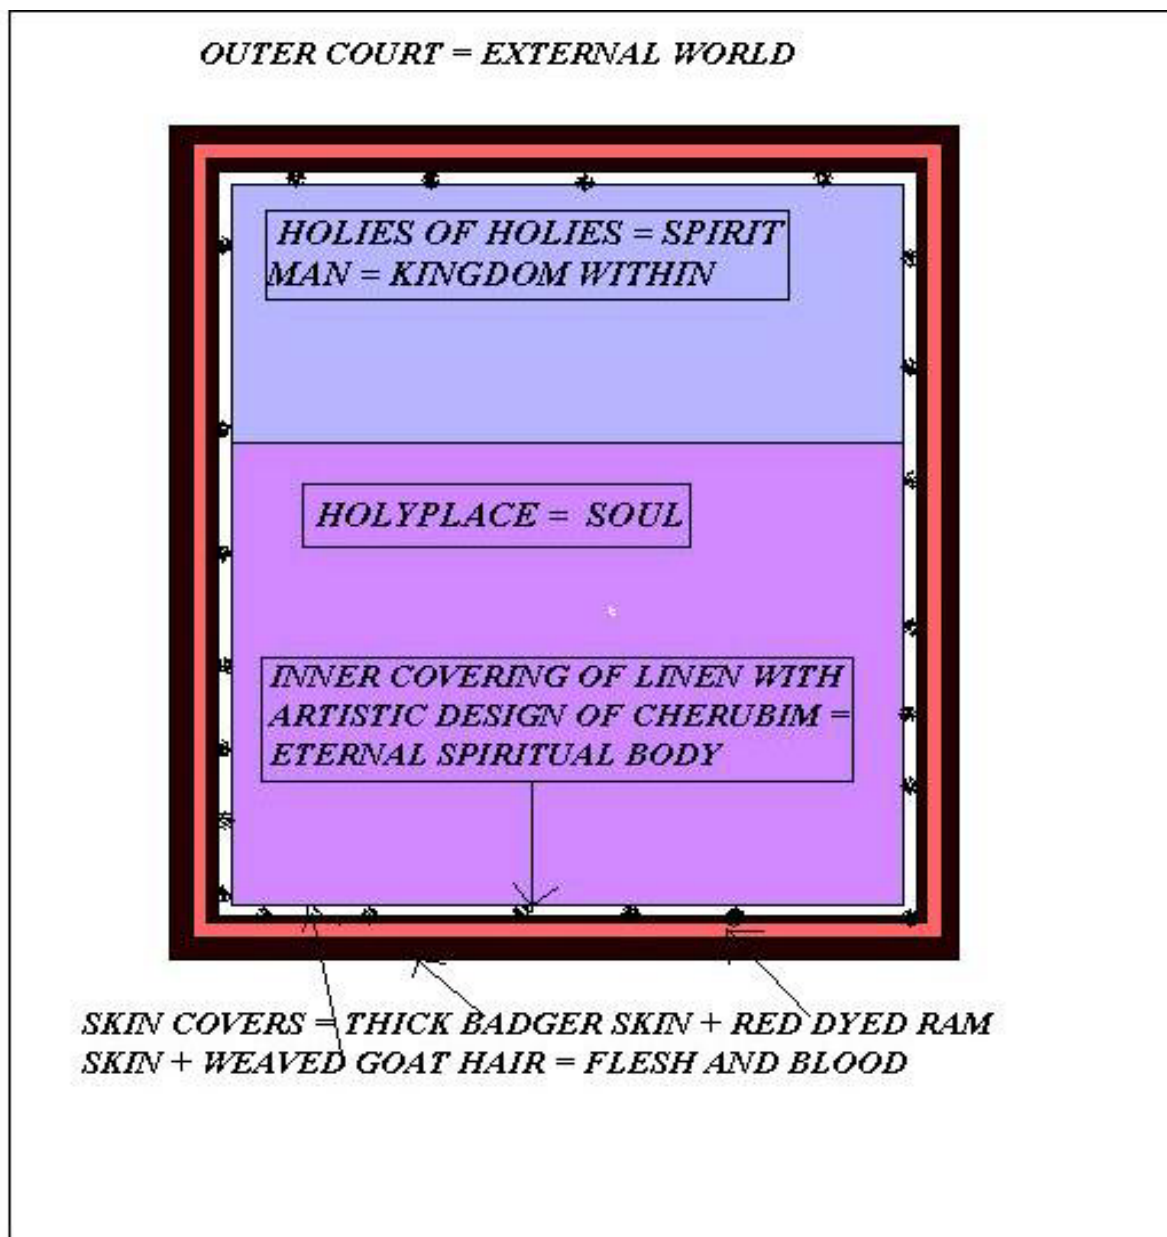 OUTER COURT = EXTERNAL WORLD
HOLIES OF HOLIES = SPIRIT
MAN = KINGDOM WITHIN
HOLYPLACE = SOUL
INNER COVERING OF LINEN WITH
ARTISTIC DESIGN OF CHERUBIM =
ETERNAL SPIRITUAL BODY
SKIN COVERS = THICK BADGER SKIN + RED DYED RAM
SKIN + WEAVED GOAT HAIR = FLESH AND BLOOD